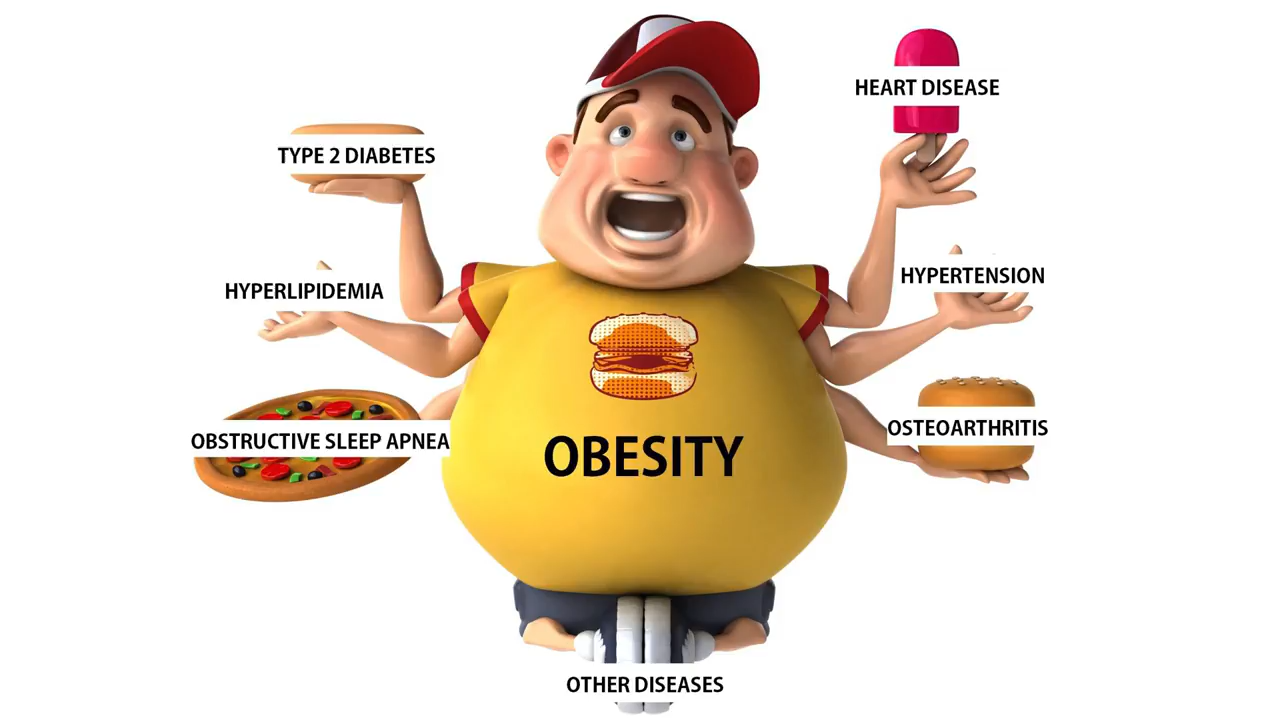 HEART DISEASE
TYPE 2 DIABETES
HYPERTENSION
HYPERLIPIDEMIA
OSTEOARTHRITIS
OBSTRUCTIVE SLEEP APNEA
OBESITY
OTHER DISEASES